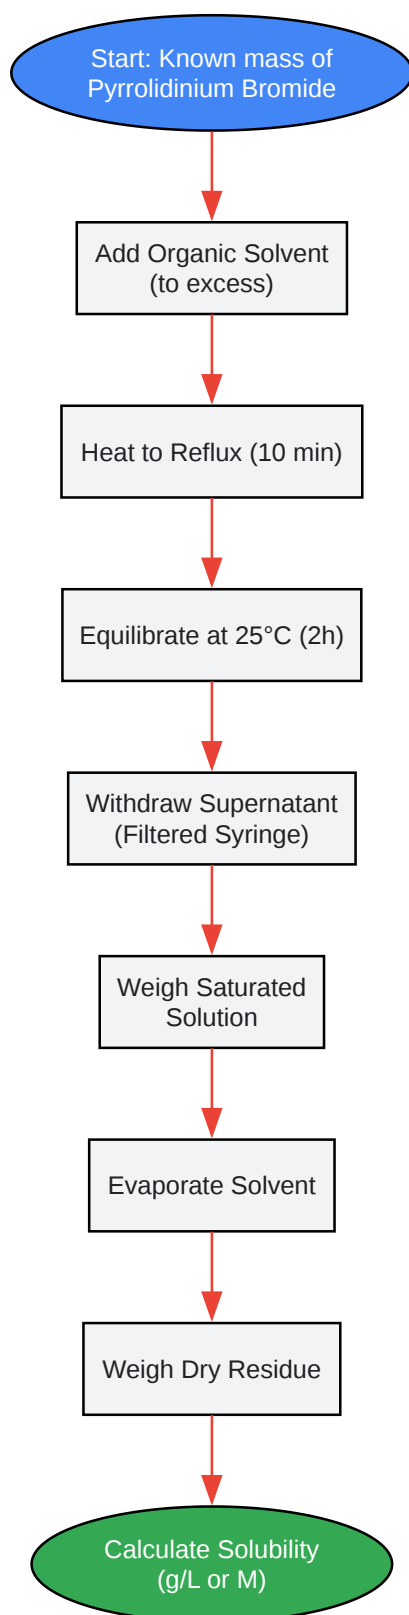 Start: Known mass of
Pyrrolidinium Bromide
Add Organic Solvent
(to excess)
Heat to Reflux (10 min)
Equilibrate at 25°C (2h)
Withdraw Supernatant
(Filtered Syringe)
Weigh Saturated
Solution
Evaporate Solvent
Weigh Dry Residue
Calculate Solubility
(g/L or M)